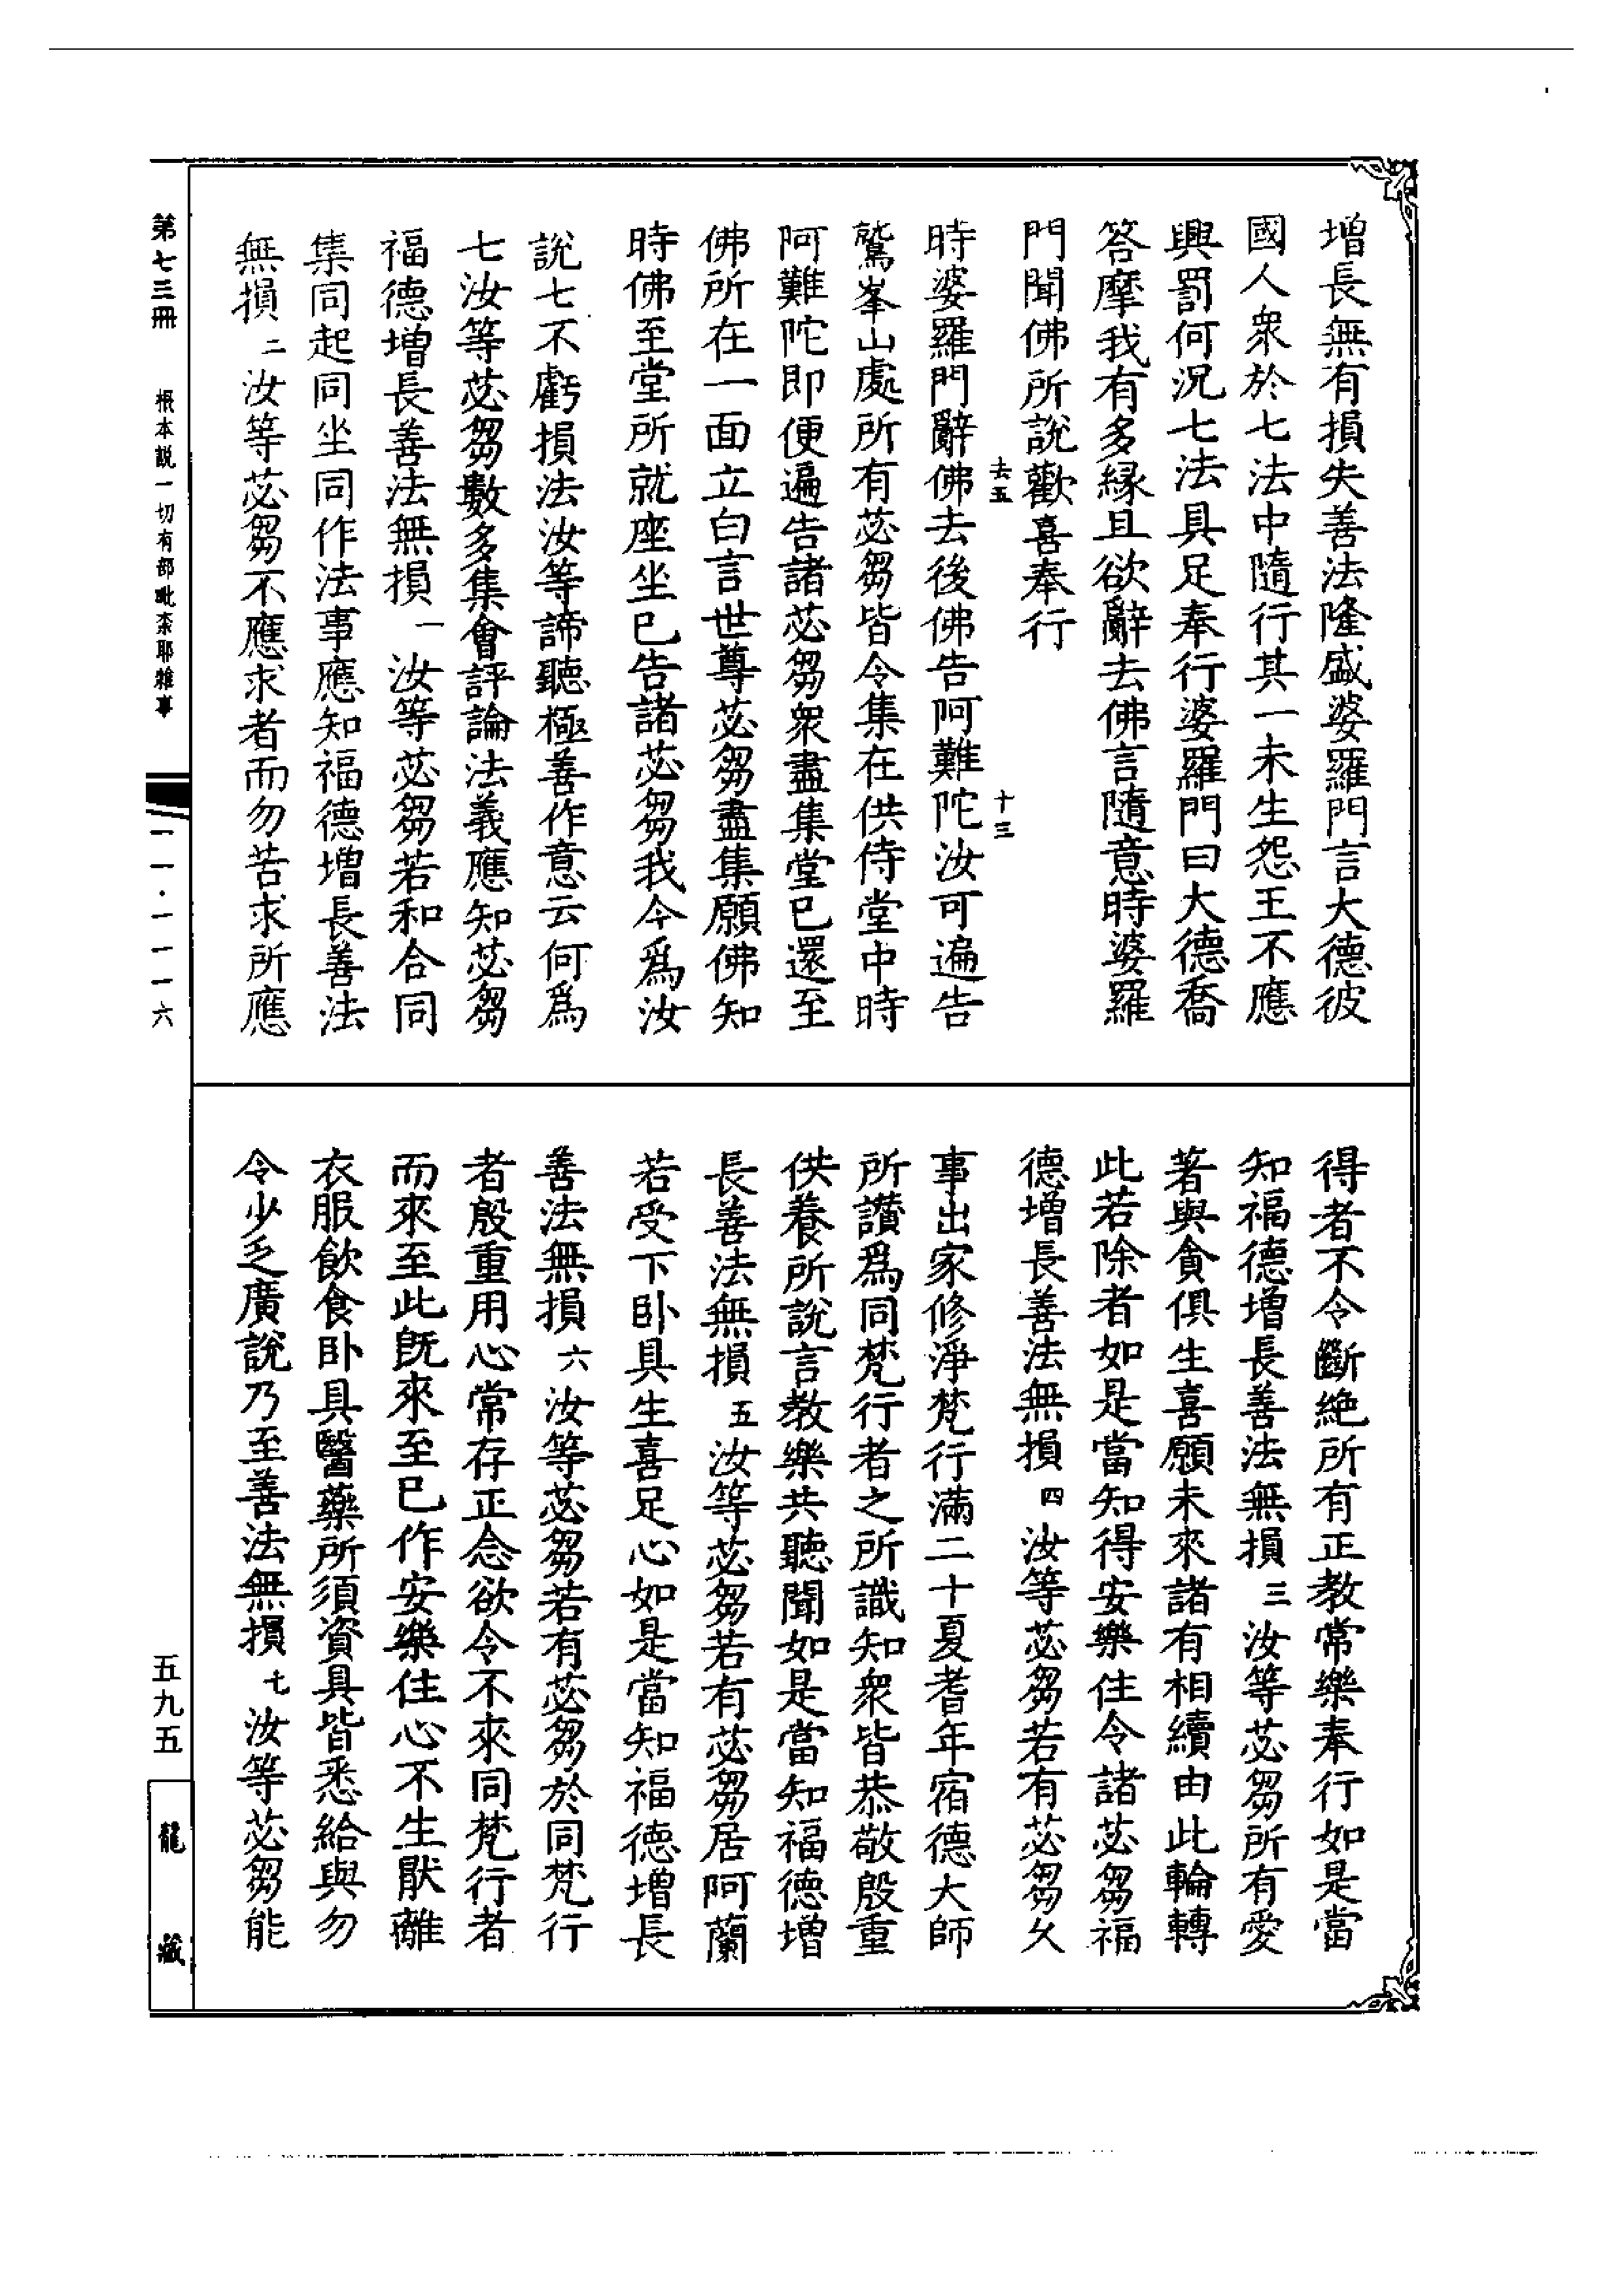 增長無有損失善法隆盛婆羅門言大德彼
國人衆於七法中隨行其一未生怨王不應
興罰何況七法具足奉行婆羅門曰大德喬
答摩我有多緣且欲辭去佛言隨意時婆羅
門聞佛所說歡喜奉行
去五
十三
時婆羅門辭佛去後佛告阿難陀汝可遍告
鷲峯山處所有苾芻皆令集在供侍堂中時
阿難陀即便遍告諸苾芻衆盡集堂已還至
佛所在一面立白言世尊苾芻盡集願佛知
時佛至堂所就座坐已告諸苾芻我今爲汝
說七不虧損法汝等諦聽極善作意云何爲
七汝等苾芻數多集會評論法義應知苾芻
福德增長善法無損一汝等苾芻若和合同
集同起同坐同作法事應知福德增長善法
無損二汝等苾芻不應求者而勿苦求所應
得者不令斷絶所有正教常樂奉行如是當
知福德增長善法無損三汝等苾芻所有愛
著與貪俱生喜願未來諸有相續由此輪轉
此若除者如是當知得安樂住令諸苾芻福
德增長善法無損四汝等苾芻若有苾芻久
事出家修淨梵行滿二十夏耆年宿德大師
所讚爲同梵行者之所識知衆皆恭敬殷重
供養所說言教樂共聽聞如是當知福德增
長善法無損五汝等苾芻若有苾芻居阿蘭
若受下卧具生喜足心如是當知福德增長
善法無損六汝等苾芻若有苾芻於同梵行
者殷重用心常存正念欲令不來同梵行者
而來至此旣來至已作安樂住心不生猒離
衣服飲食卧具醫藥所須資具皆悉給與勿
令少乏廣說乃至善法無損七汝等苾芻能
第七三冊 根本説一切有部毗柰耶雜事 一一·一一一六 五九五
龍藏